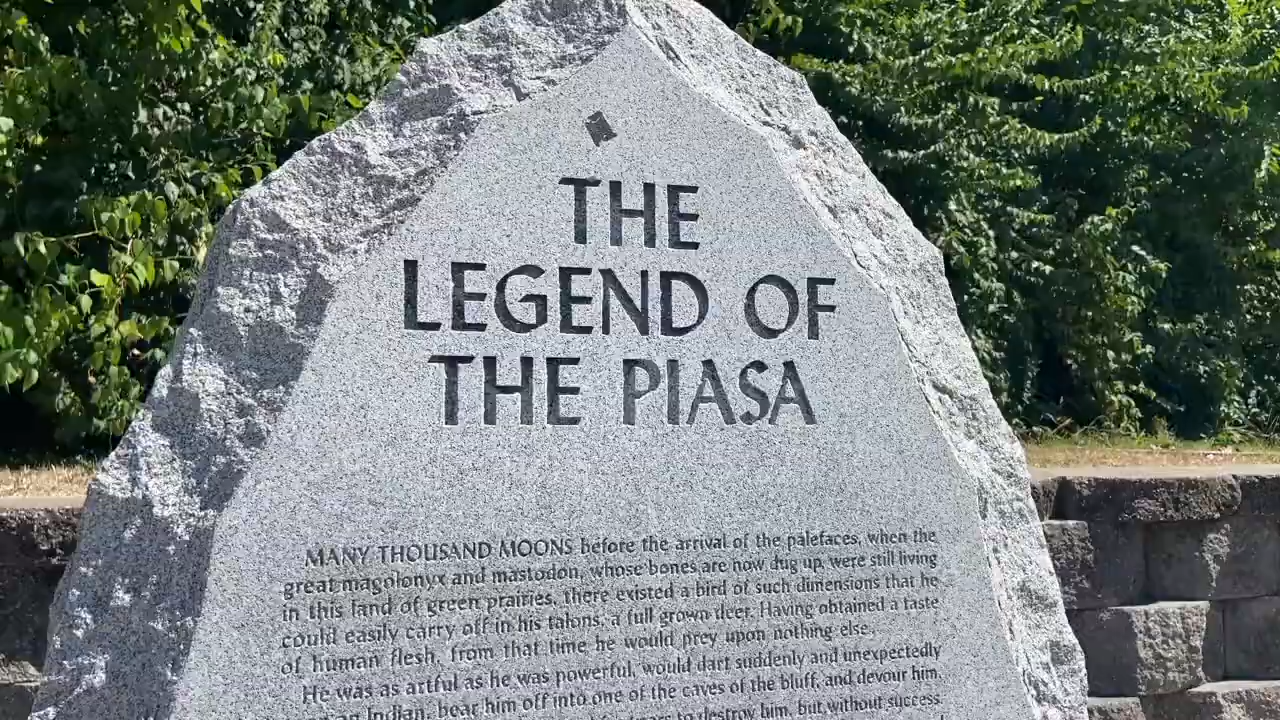 THE
LEGEND OF
THE PIASA
MANY THOUSAND MOONS before the arrival of the palefaces, when the
great magolonyx and mastodon, whose bones are now dug up, were still living
in this land of green prairies, there existed a bird of such dimensions that he
could easily carry off in his talons, a full grown deer. Having obtained a taste
of human flesh, from that time he would prey upon nothing else.
He was as artful as he was powerful, would dart suddenly and unexpectedly
an Indian, bear him off into one of the caves of the bluff, and devour him.
to destroy him, but without success.